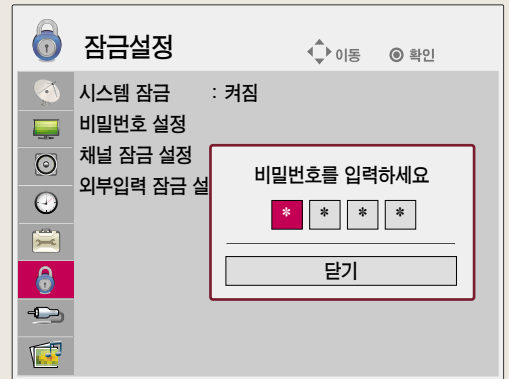 잠금설정
이동 확인
시스템 잠금 : 켜짐
비밀번호 설정
채널 잠금 설정
외부입력 잠금 설
비밀번호를 입력하세요
* * * *
닫기